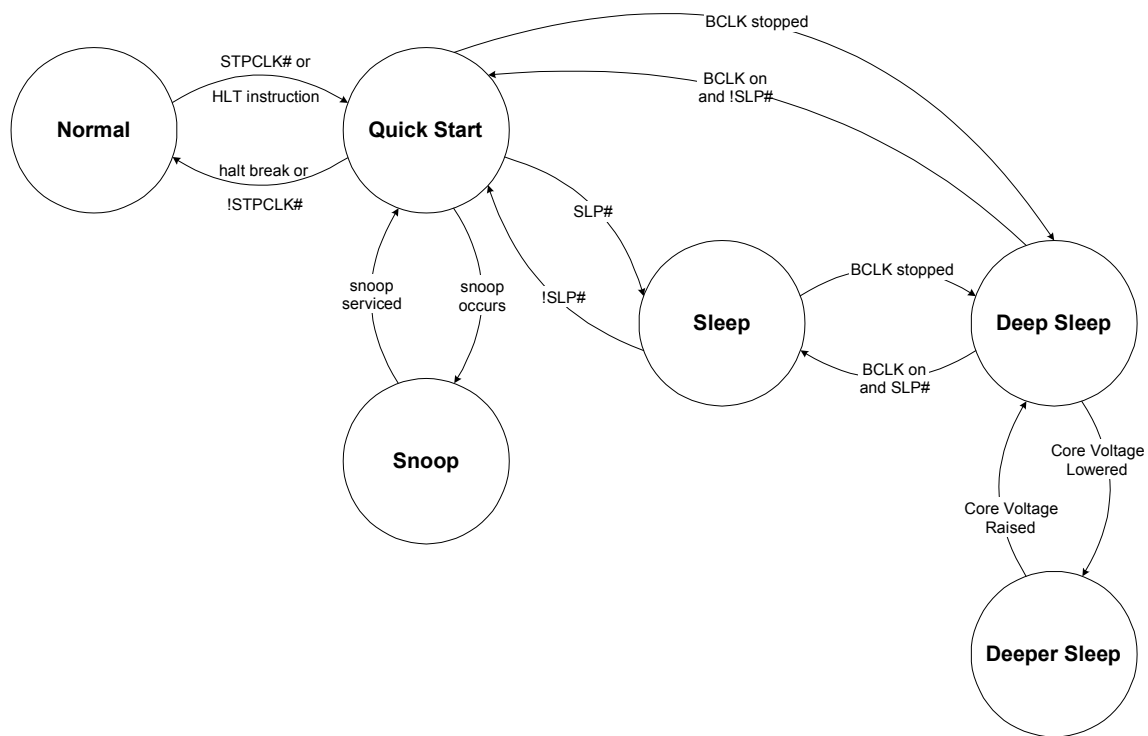 BCLK stopped
STPCLK# or
HLT instruction
BCLK on
and !SLP#
Normal
Quick Start
halt break or
!STPCLK#
SLP#
snoop
serviced
snoop
occurs
!SLP#
BCLK stopped
Sleep
Deep Sleep
BCLK on
and SLP#
Snoop
Core Voltage
Lowered
Core Voltage
Raised
Deeper Sleep